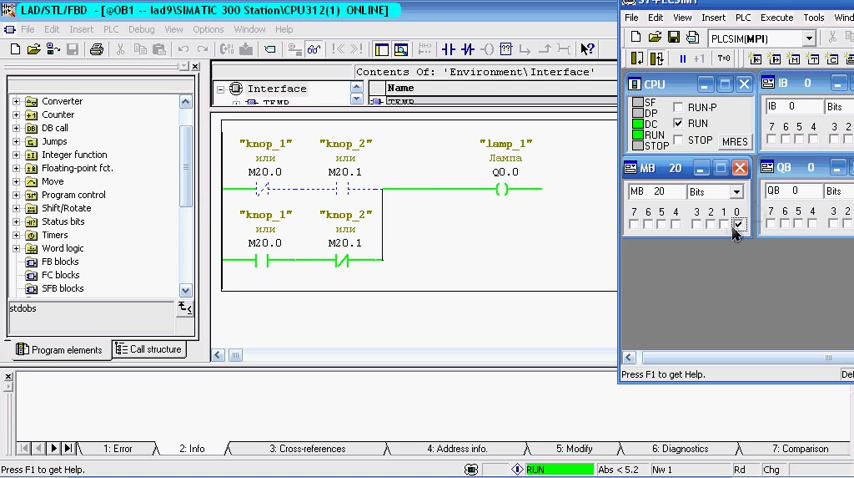 LAD/STL/FBD - [@OB1 -- lad9\SIMATIC 300 Station\CPU312(1) ONLINE]
File Edit Insert PLC Debug View Options Window Help
Contents Of: 'Environment\Interface'
Interface
TEMP
Name
TEMP
Converter
Counter
DB call
Jumps
Integer function
Floating-point fct.
Move
Program control
Shift/Rotate
Status bits
Timers
Word logic
FB blocks
FC blocks
SFB blocks
stdobs
Program elements
Call structure
"knop_1" "knop_2" "lamp_1"
или или Лампа
M20.0 M20.1 Q0.0
"knop_1" "knop_2"
или или
M20.0 M20.1
File Edit View Insert PLC Execute Tools
PLCSIM(MPI)
T=0
CPU
SF
DP
DC
RUN
STOP
RUN-P
RUN
STOP
MRES
IB 0
IB 0 Bits
7 6 5 4
MB 20
MB 20 Bits
7 6 5 4 3 2 1 0
QB 0
QB 0 Bits
7 6 5 4
Press F1 to get Help.
1: Error 2: Info 3: Cross-references 4: Address info. 5: Modify 6: Diagnostics 7: Comparison
Press F1 to get Help.
RUN
Abs < 5.2
Nw 1
Rd
Chg